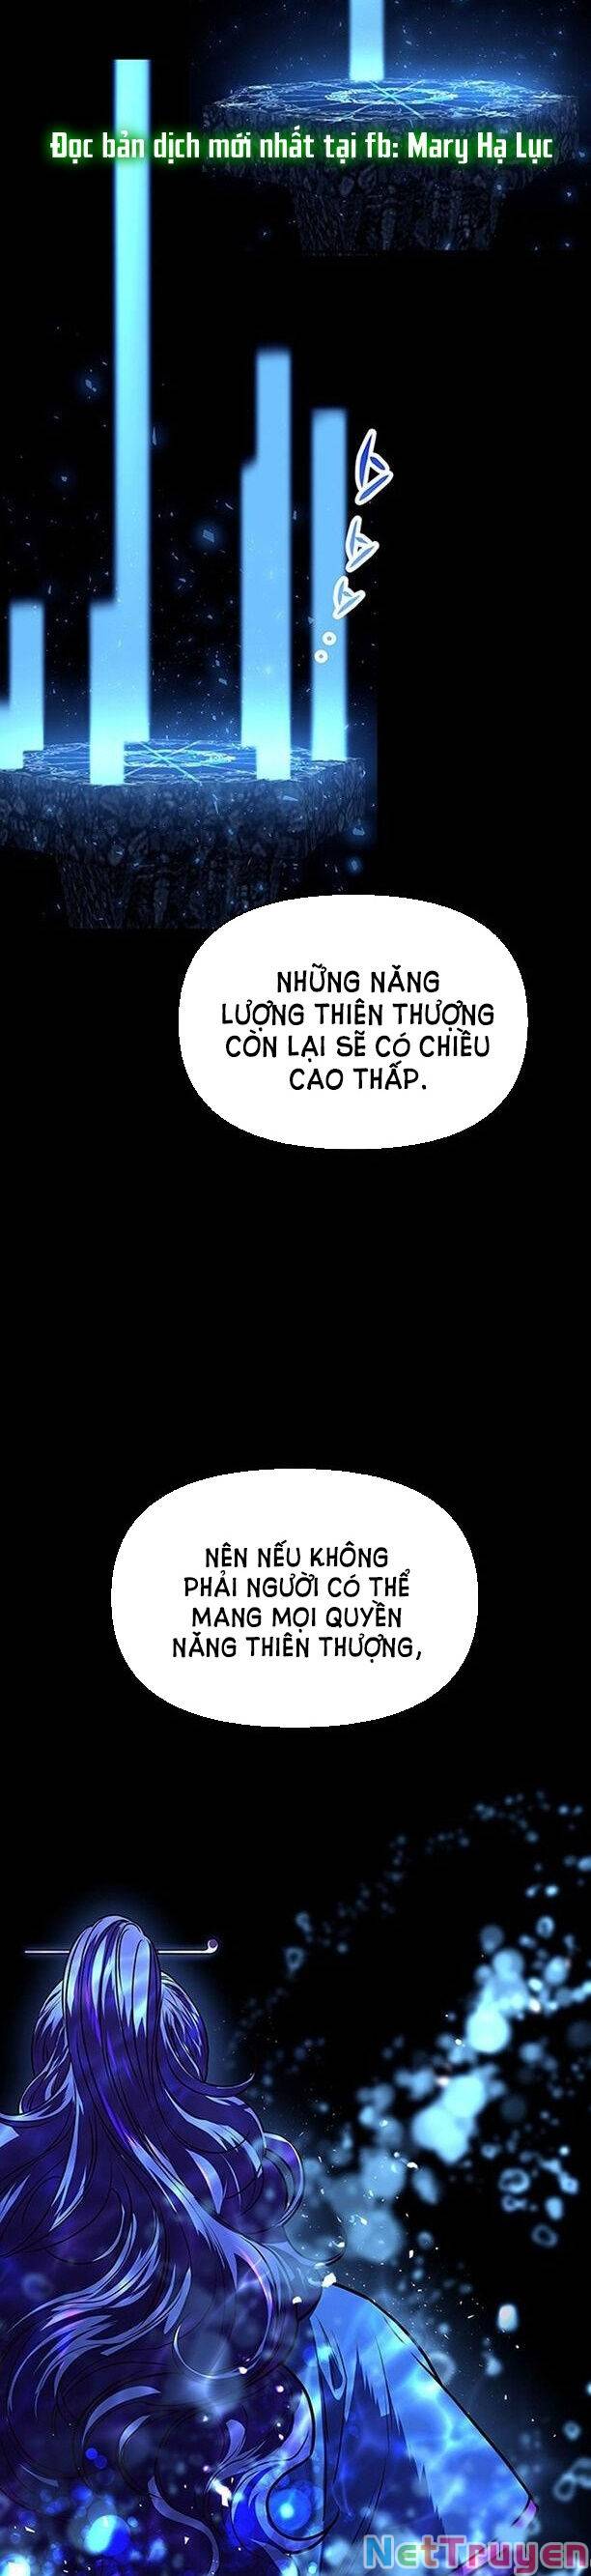 Đọc bản dịch mới nhất tại fb: Mary Hạ Lục
NHỮNG NĂNG
LƯỢNG THIÊN THƯỢNG
CÒN LẠI SẼ CÓ CHIỀU
CAO THẤP.
NÊN NẾU KHÔNG
PHẢI NGƯỜI CÓ THỂ
MANG MỌI QUYỀN
NĂNG THIÊN THƯỢNG,
NetTruyen